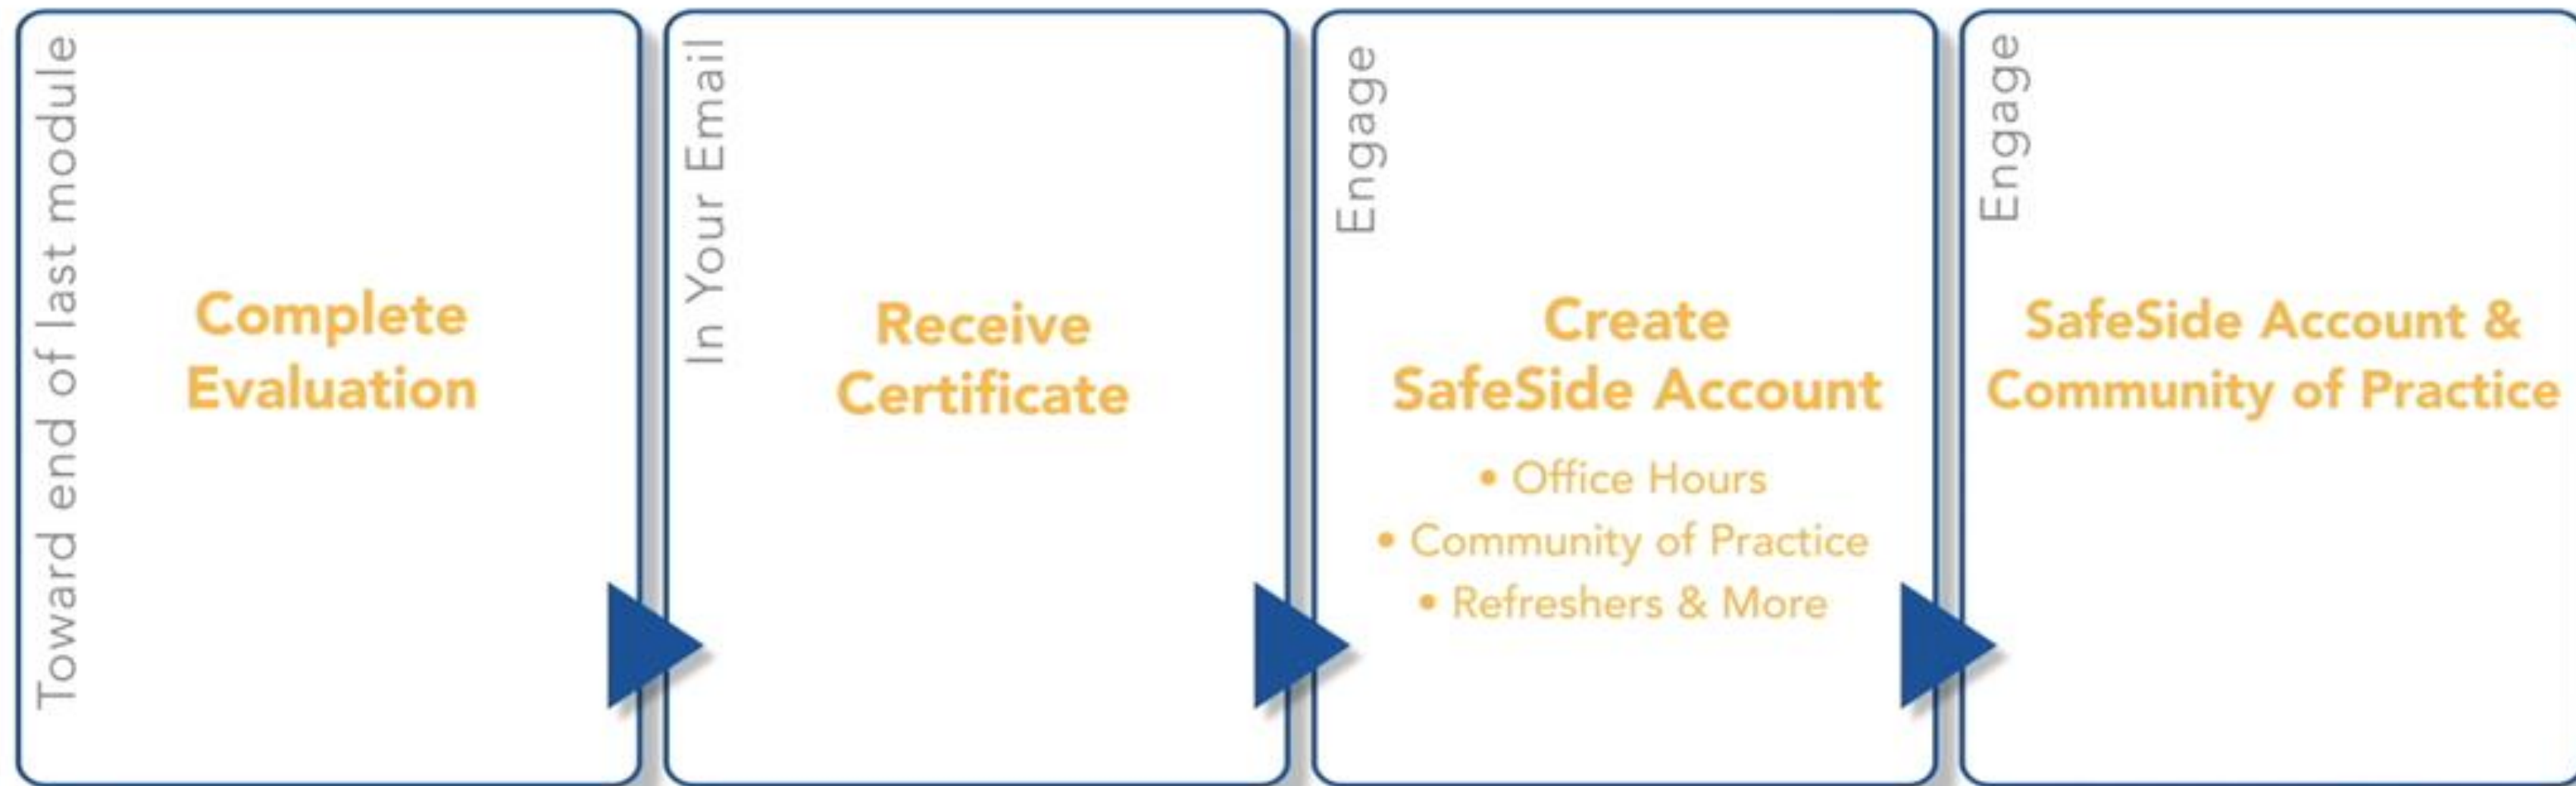 Toward end of last module
Complete
Evaluation
In Your Email
Receive
Certificate
Engage
Create
SafeSide Account
• Office Hours
• Community of Practice
• Refreshers & More
Engage
SafeSide Account &
Community of Practice